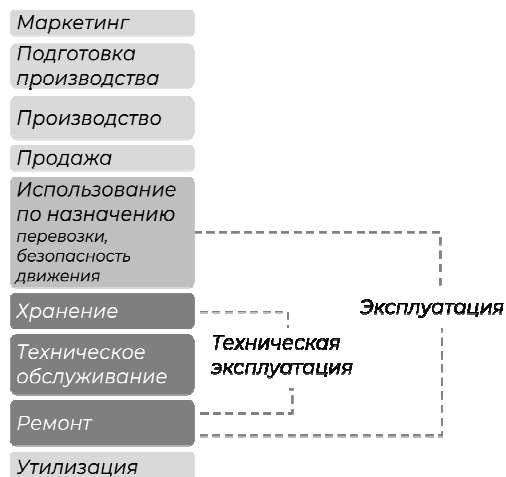 Маркетинг
Подготовка
производства
Производство
Продажа
Использование
по назначению
перевозки,
безопасность
движения
Хранение
Техническое
обслуживание
Ремонт
Утилизация
Техническая
эксплуатация
Эксплуатация